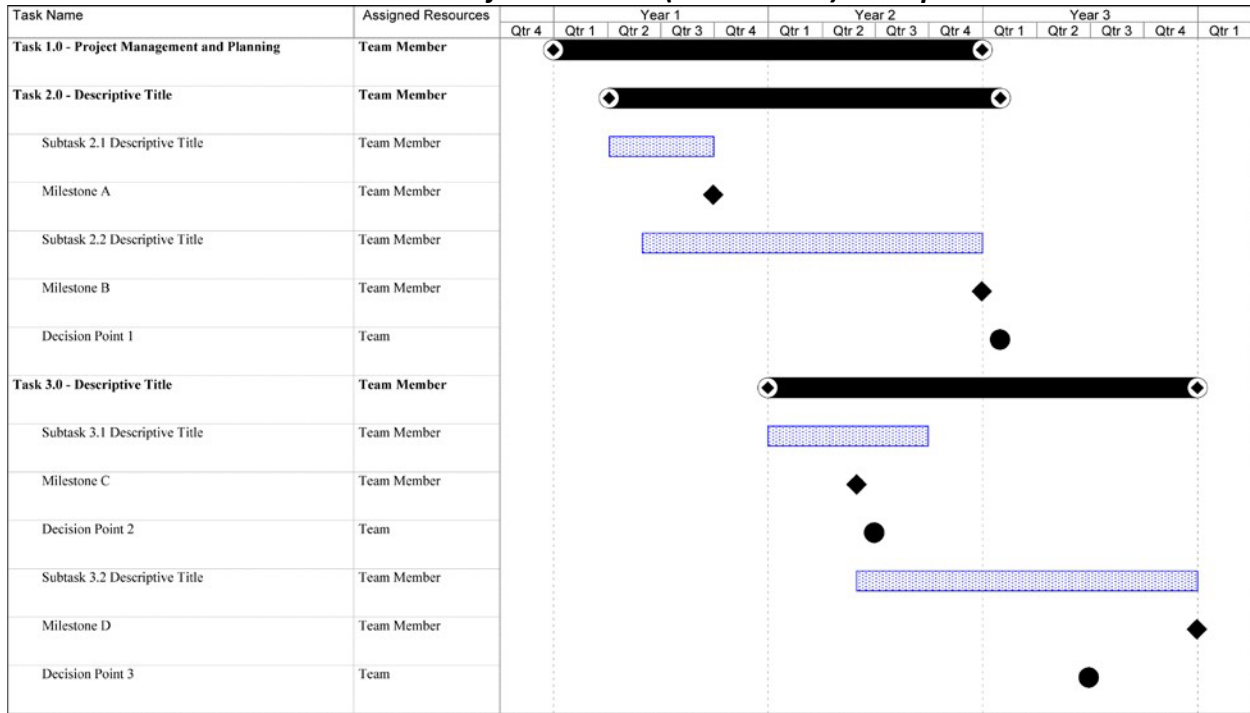 Task Name Assigned Resources Year 1 Year 2 Year 3
Qtr 4 Qtr 1 Qtr 2 Qtr 3 Qtr 4 Qtr 1 Qtr 2 Qtr 3 Qtr 4 Qtr 1 Qtr 2 Qtr 3 Qtr 4 Qtr 1
Task 1.0 - Project Management and Planning Team Member
Task 2.0 - Descriptive Title Team Member
Subtask 2.1 Descriptive Title Team Member
Milestone A Team Member
Subtask 2.2 Descriptive Title Team Member
Milestone B Team Member
Decision Point 1 Team
Task 3.0 - Descriptive Title Team Member
Subtask 3.1 Descriptive Title Team Member
Milestone C Team Member
Decision Point 2 Team
Subtask 3.2 Descriptive Title Team Member
Milestone D Team Member
Decision Point 3 Team